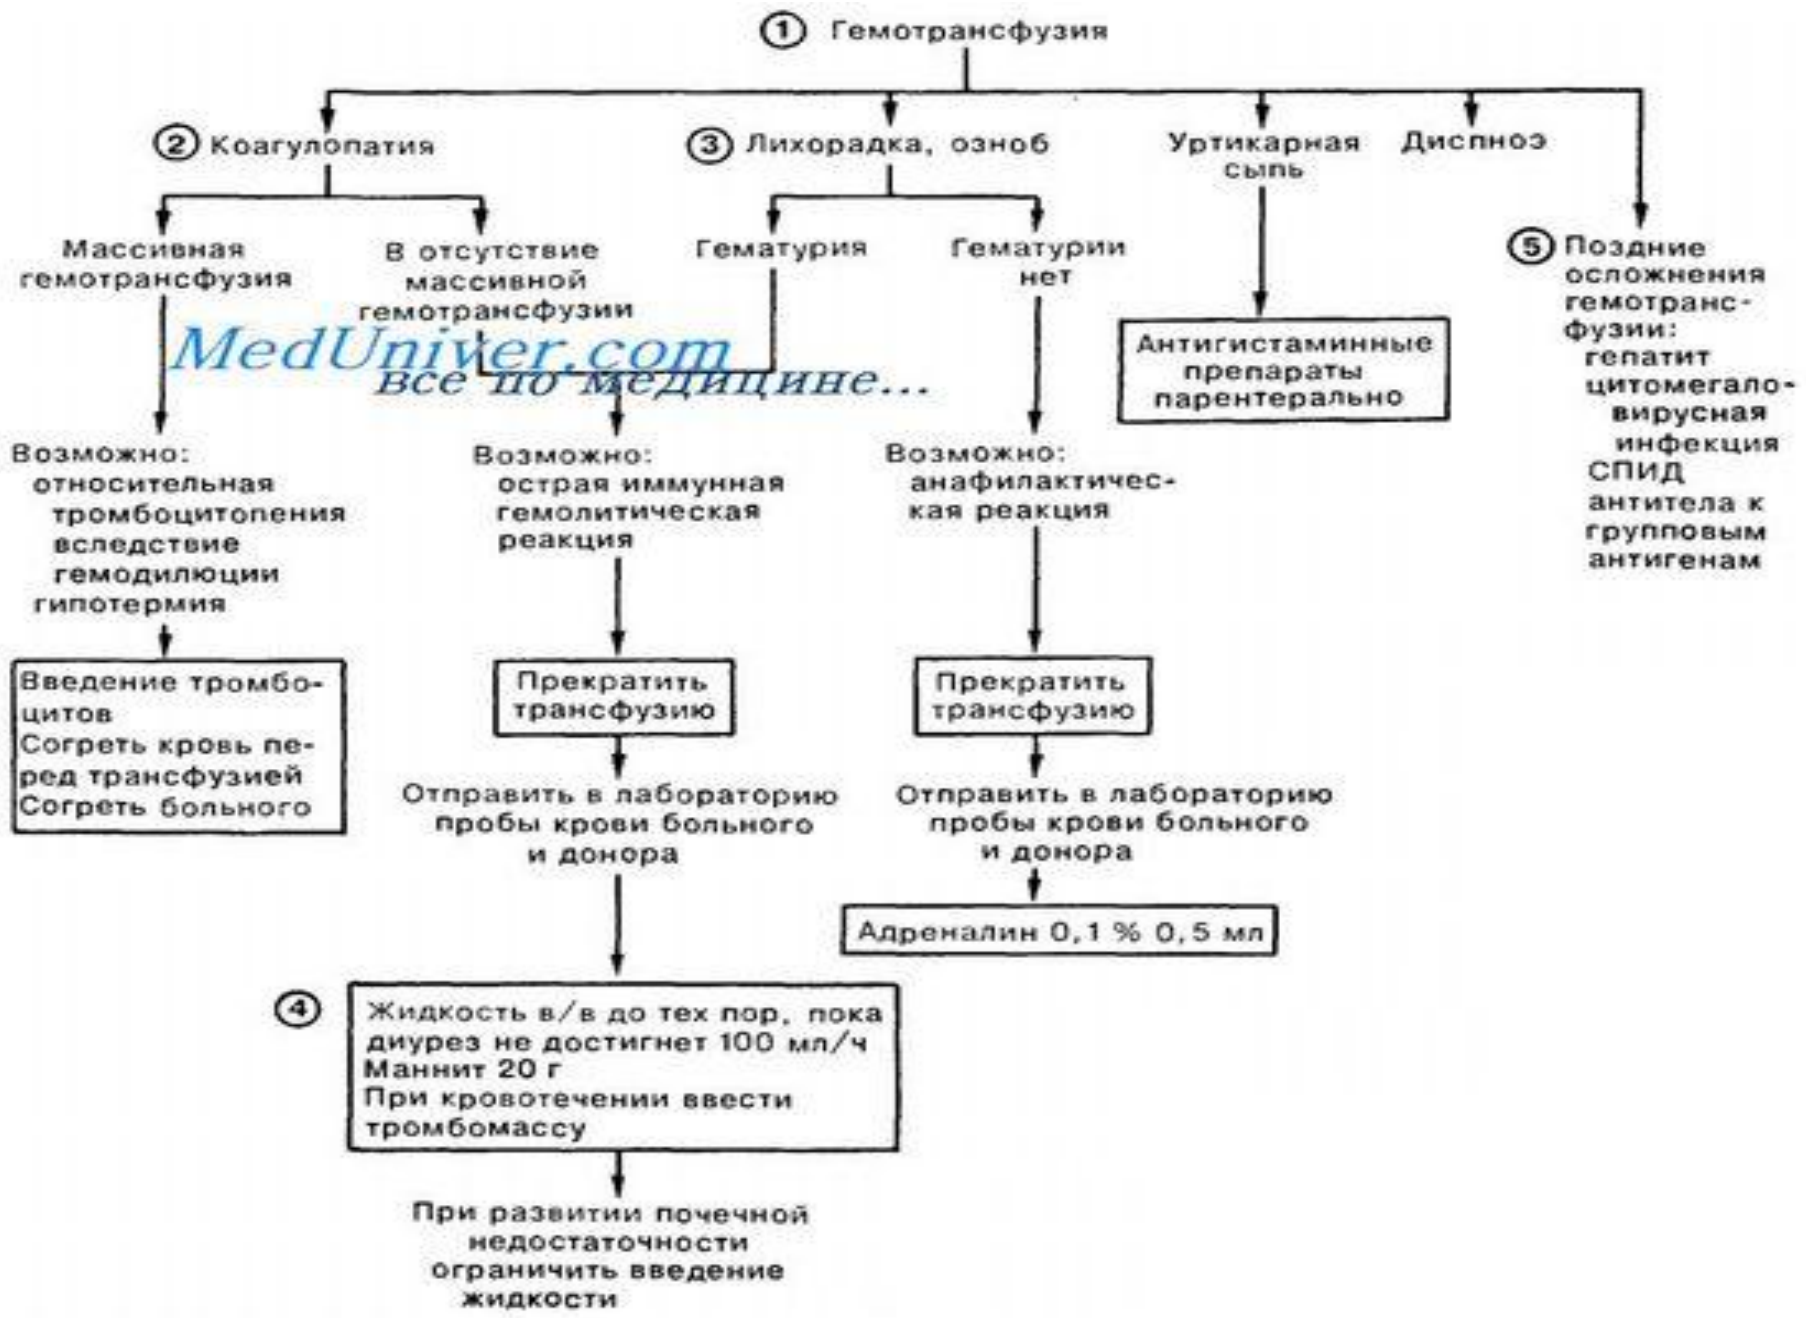 ① Гемотрансфузия
② Коагулопатия
③ Лихорадка, озноб
Уртикарная
сыпь
Диспноэ
Массивная
гемотрансфузия
В отсутствие
массивной
гемотрансфузии
Гематурия
Гематурии
нет
⑤ Поздние
осложнения
гемотранс-
фузии:
гепатит
цитомегало-
вирусная
инфекция
СПИД
антитела к
групповым
антигенам
MedUniver.com
все по медицине...
Антигистаминные
препараты
парентерально
Возможно:
относительная
тромбоцитопения
вследствие
гемодилюции
гипотермия
Возможно:
острая иммунная
гемолитическая
реакция
Возможно:
анафилактичес-
кая реакция
Введение тромбо-
цитов
Согреть кровь пе-
ред трансфузией
Согреть больного
Прекратить
трансфузию
Прекратить
трансфузию
Отправить в лабораторию
пробы крови больного
и донора
Отправить в лабораторию
пробы крови больного
и донора
Адреналин 0,1 % 0,5 мл
④ Жидкость в/в до тех пор, пока
диурез не достигнет 100 мл/ч
Маннит 20 г
При кровотечении ввести
тромбомассу
При развитии почечной
недостаточности
ограничить введение
жидкости